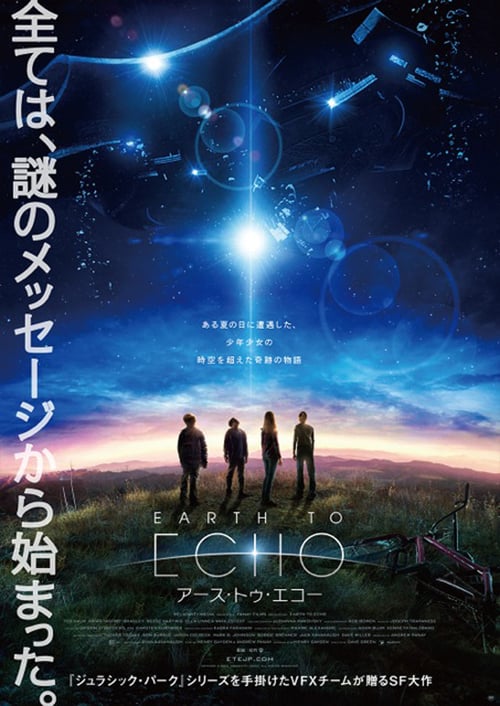 全ては、謎のメッセージから始まった。
ある夏の日に遭遇した、
少年少女の
時空を超えた奇跡の物語
EARTH TO
ECHO
アース・トゥ・エコー
ETEJP.COM
『ジュラシック・パーク』シリーズを手掛けたVFXチームが贈るSF大作